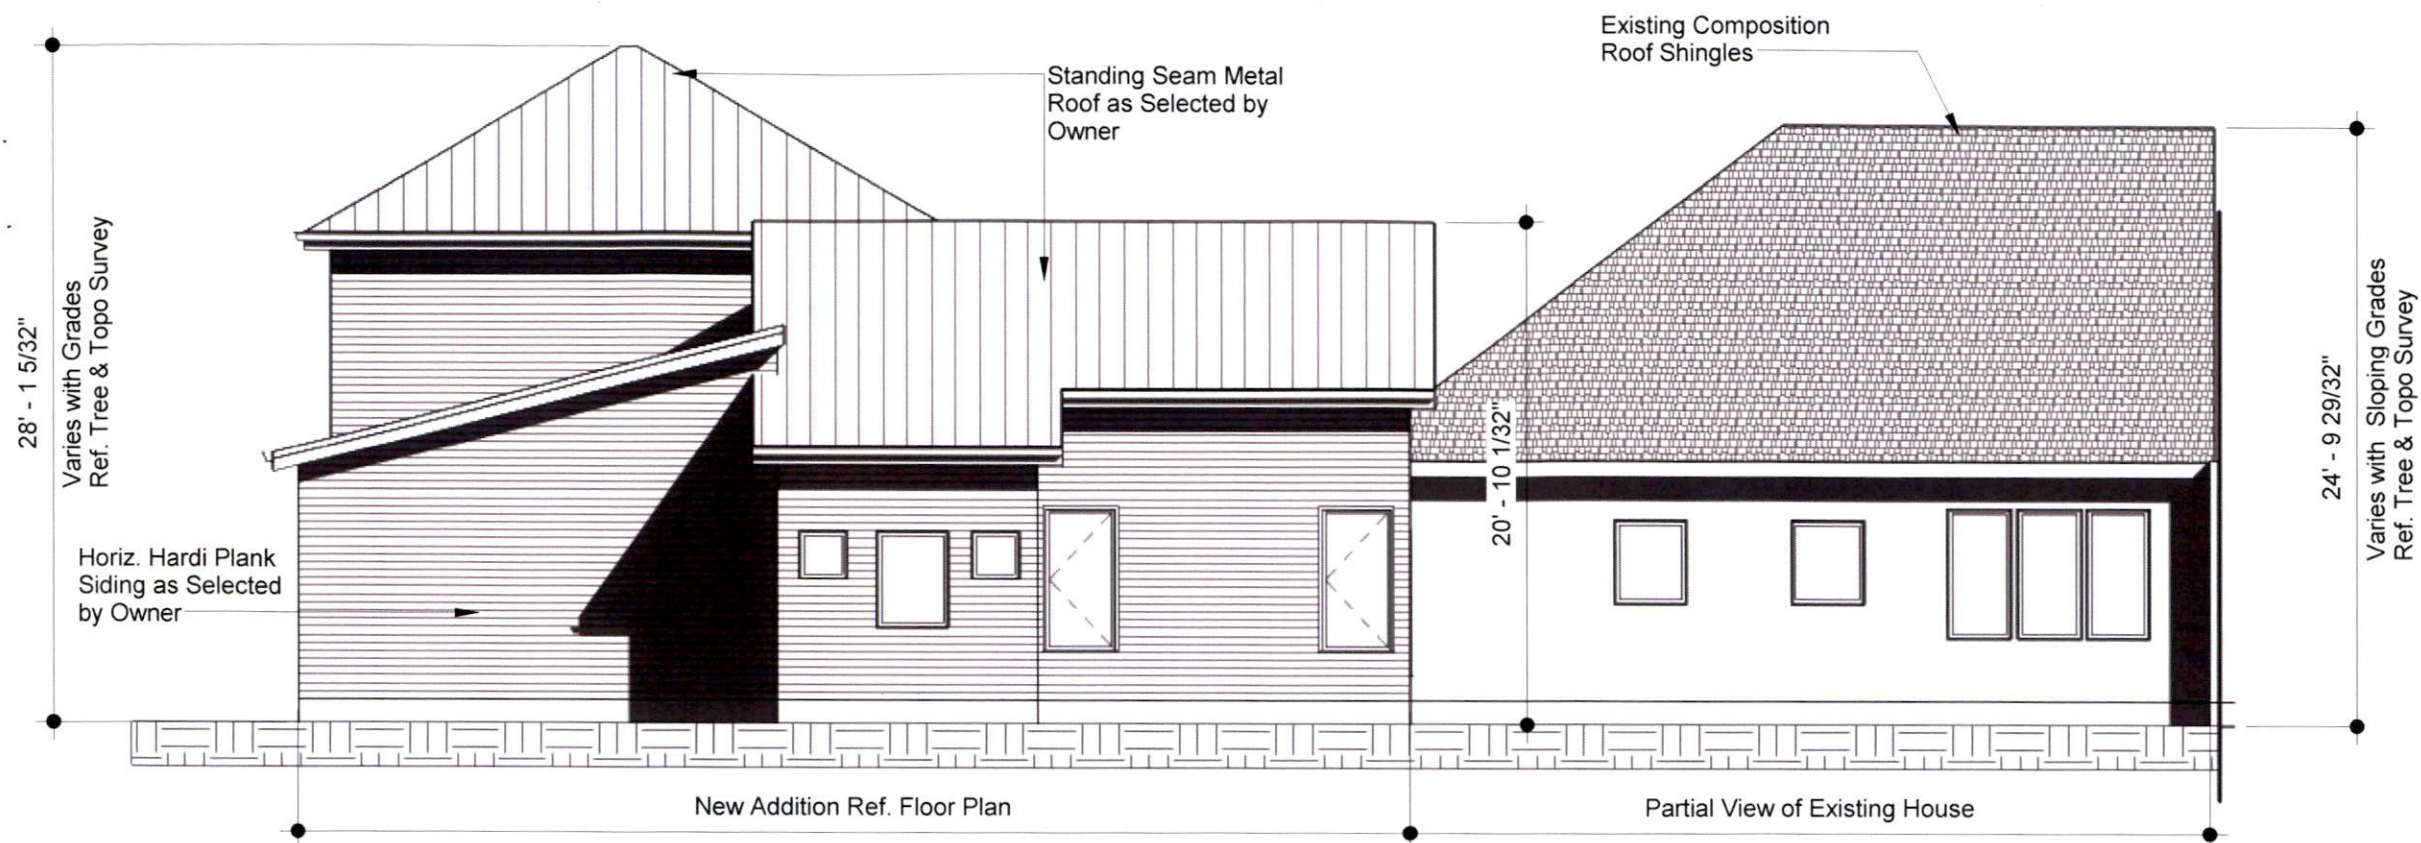 Existing Composition
Roof Shingles
Standing Seam Metal
Roof as Selected by
Owner
28' - 1 5/32"
Varies with Grades
Ref. Tree & Topo Survey
Horiz. Hardi Plank
Siding as Selected
by Owner
20' - 10 1/32"
24' - 9 29/32"
Varies with Sloping Grades
Ref. Tree & Topo Survey
New Addition Ref. Floor Plan
Partial View of Existing House